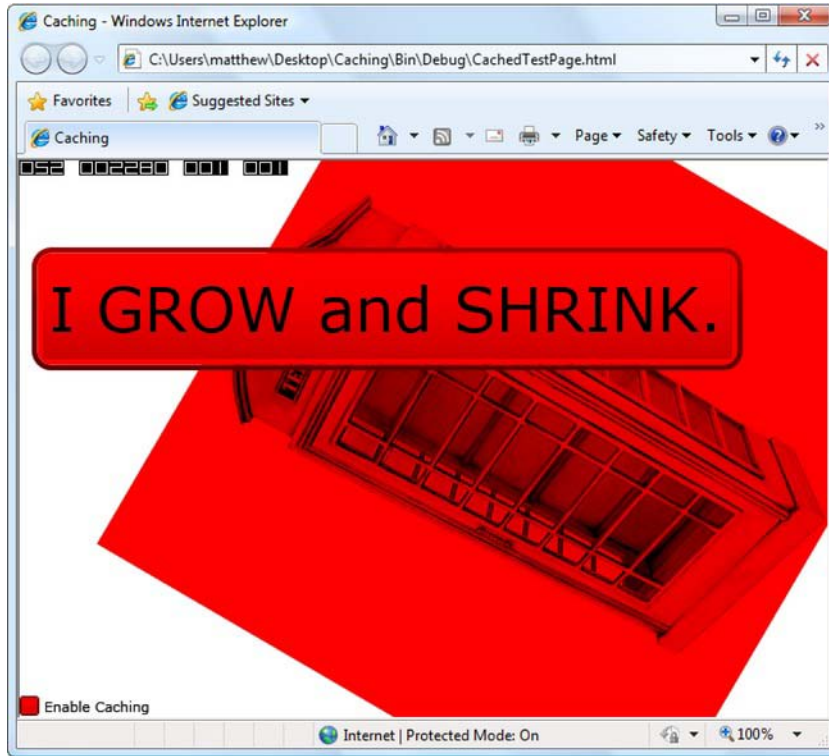 Caching - Windows Internet Explorer
C:\Users\matthew\Desktop\Caching\Bin\Debug\CachedTestPage.html
Favorites Suggested Sites
Caching Page Safety Tools
052 002280 001 001
I GROW and SHRINK.
Enable Caching
Internet | Protected Mode: On 100%